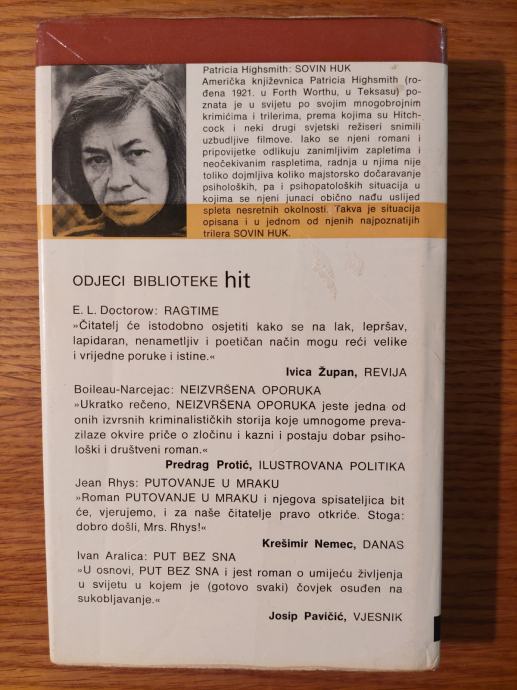 Patricia Highsmith: SOVIN HUK
Američka književnica Patricia Highsmith (ro-
đena 1921. u Forth Worthu, u Teksasu) po-
znata je u svijetu po svojim mnogobrojnim
krimićima i trilerima, prema kojima su Hitch-
cock i neki drugi svjetski režiseri snimili
uzbudljive filmove. Iako se njeni romani i
pripovijetke odlikuju zanimljivim zapletima i
neočekivanim raspletima, radnja u njima nije
toliko dojmljiva koliko majstorsko dočaravanje
psiholoških, pa i psihopatoloških situacija u
kojima se njeni junaci obično nađu uslijed
spleta nesretnih okolnosti. Takva je situacija
opisana i u jednom od njenih najpoznatijih
trilera SOVIN HUK.
ODJECI BIBLIOTEKE hit
E. L. Doctorow: RAGTIME
»Čitatelj će istodobno osjetiti kako se na lak, lepršav,
lapidaran, nenametljiv i poetičan način mogu reći velike
i vrijedne poruke i istine.«
Ivica Župan, REVIJA
Boileau-Narcejac: NEIZVRŠENA OPORUKA
»Ukratko rečeno, NEIZVRŠENA OPORUKA jeste jedna od
onih izvrsnih kriminalističkih storija koje umnogome preva-
zilaze okvire priče o zločinu i kazni i postaju dobar psiho-
loški i društveni roman.«
Predrag Protić, ILUSTROVANA POLITIKA
Jean Rhys: PUTOVANJE U MRAKU
»Roman PUTOVANJE U MRAKU i njegova spisateljica bit
će, vjerujemo, i za naše čitatelje pravo otkriće. Stoga:
dobro došli, Mrs. Rhys!«
Krešimir Nemec, DANAS
Ivan Aralica: PUT BEZ SNA
»U osnovi, PUT BEZ SNA i jest roman o umijeću življenja
u svijetu u kojem je (gotovo svaki) čovjek osuđen na
sukobljavanje.«
Josip Pavičić, VJESNIK